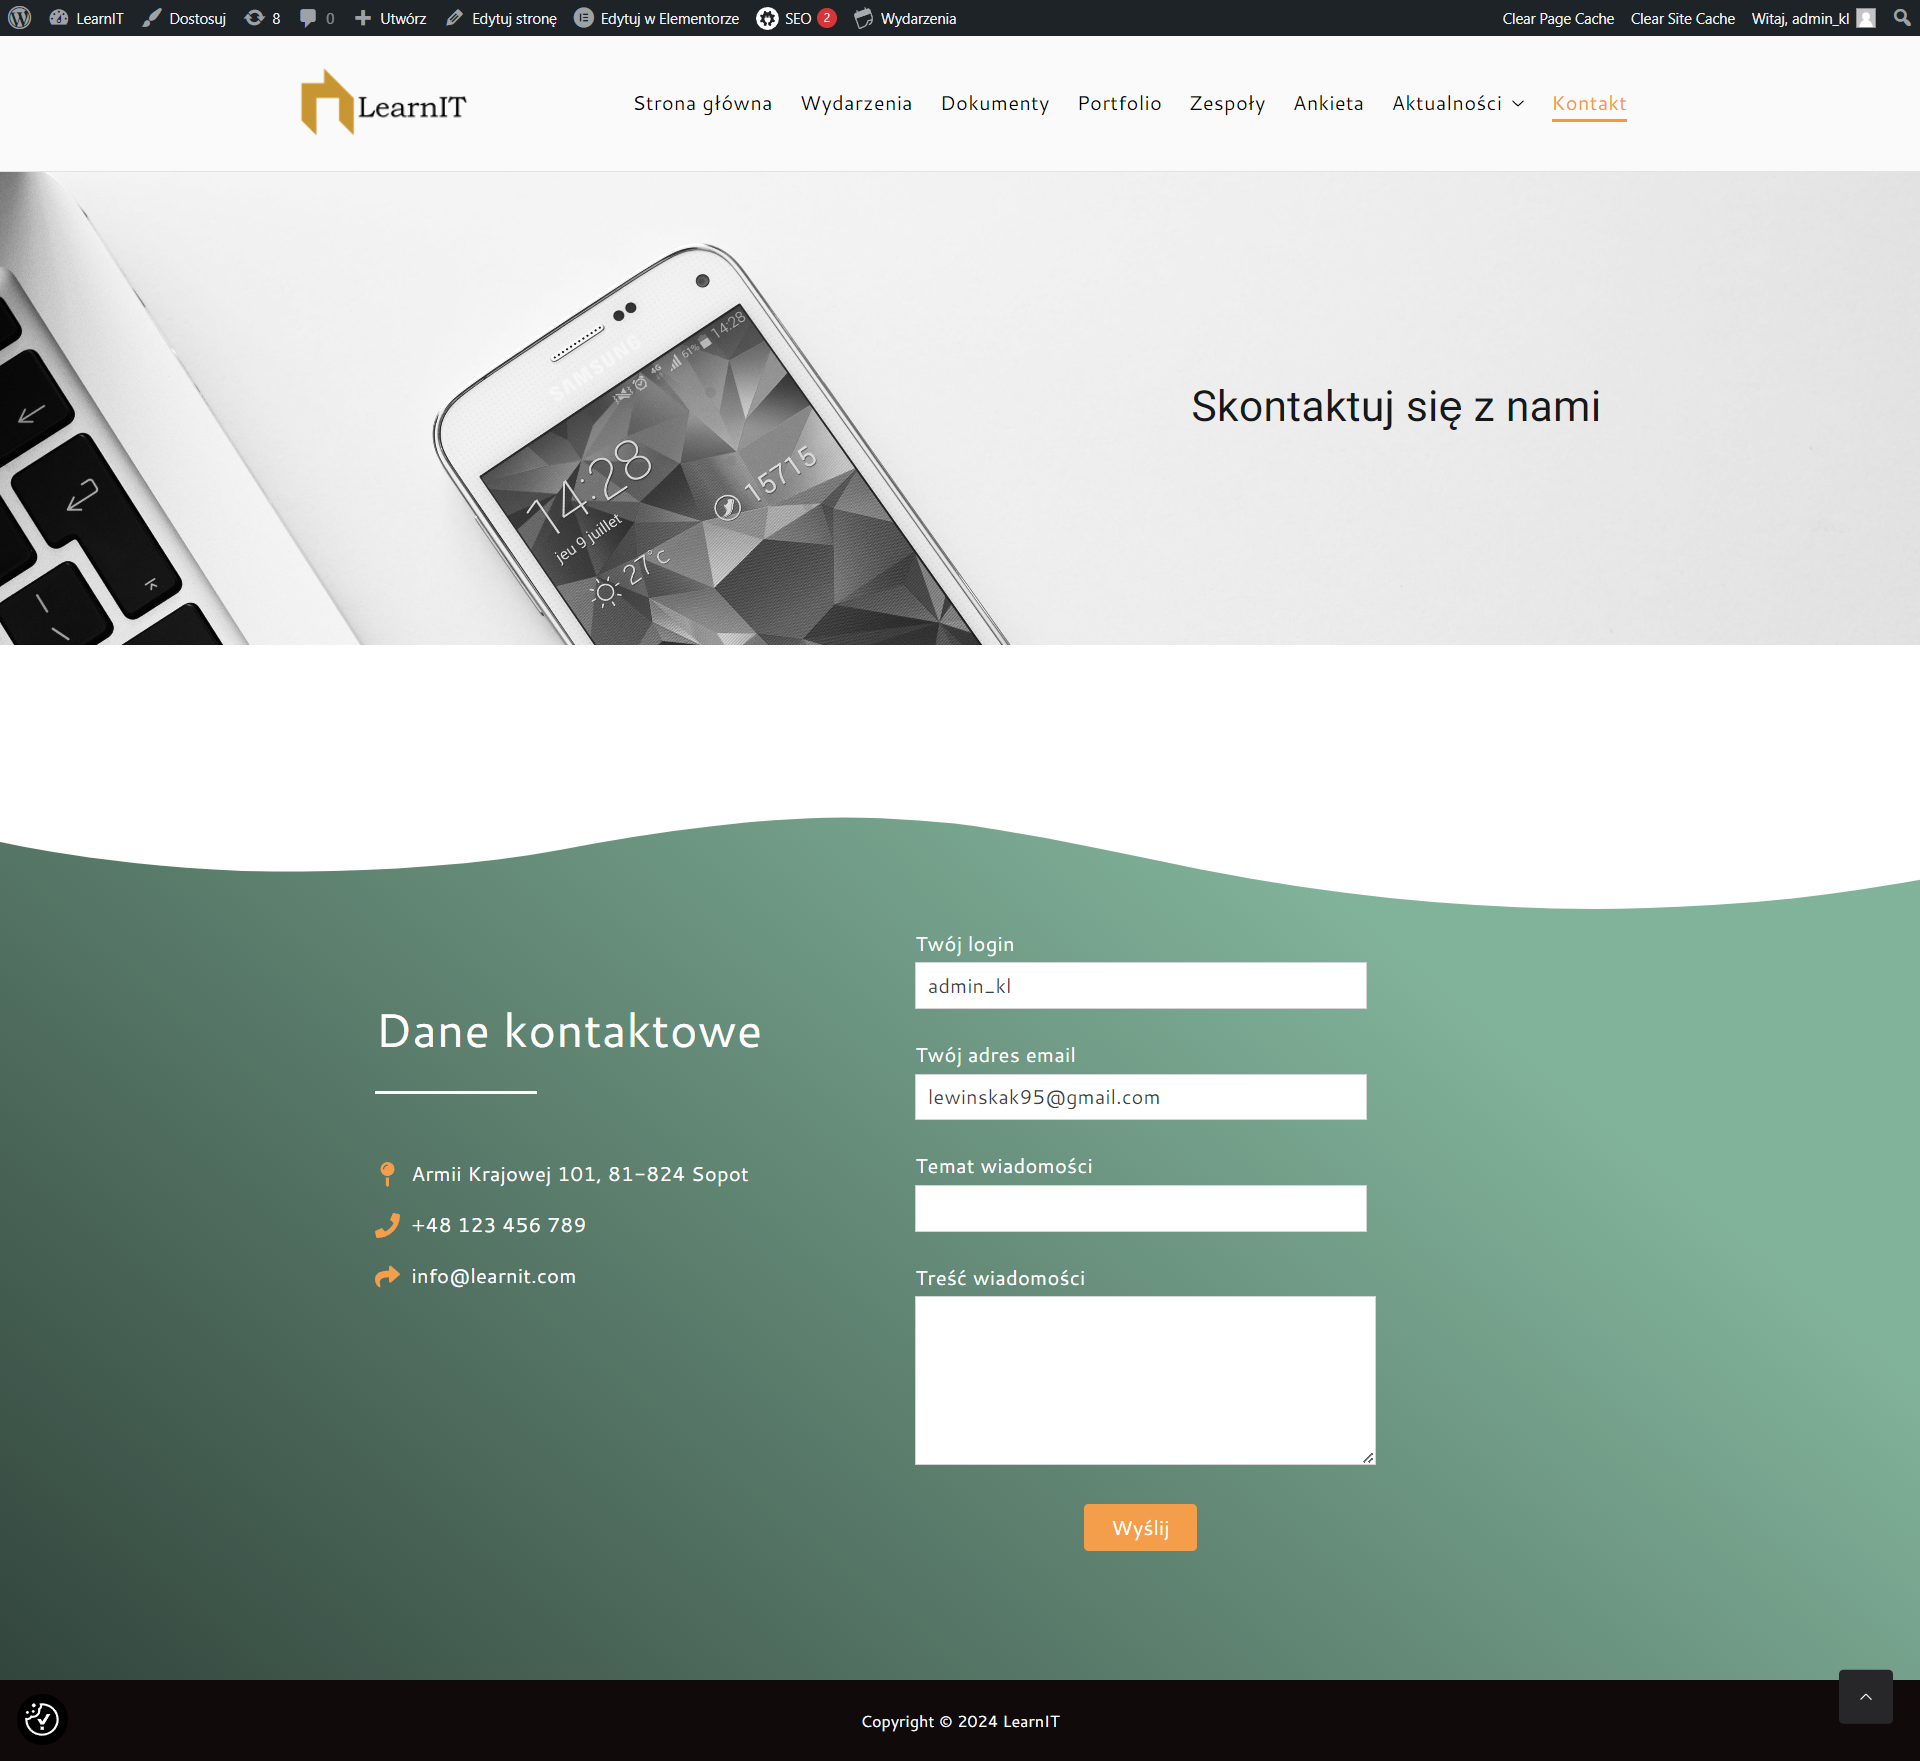 LearnIT Dostosuj 8 0 Utwórz Edytuj stronę Edytuj w Elementorze SEO 2 Wydarzenia Clear Page Cache Clear Site Cache Witaj, admin_kl
LearnIT Strona główna Wydarzenia Dokumenty Portfolio Zespoły Ankieta Aktualności Kontakt
SAMSUNG
4G 61% 14:28
14:28
jeu 9 juillet
27°C
15715
Skontaktuj się z nami
Dane kontaktowe
Armii Krajowej 101, 81-824 Sopot
+48 123 456 789
info@learnit.com
Twój login
admin_kl
Twój adres email
lewinskak95@gmail.com
Temat wiadomości
Treść wiadomości
Wyślij
Copyright © 2024 LearnIT